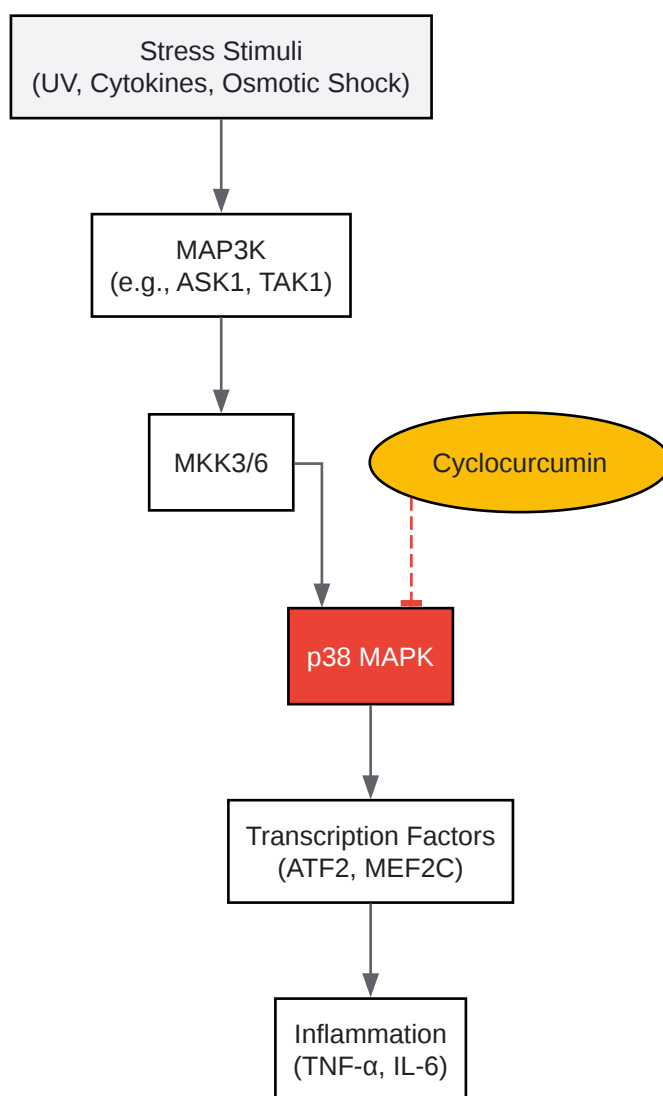 Stress Stimuli
(UV, Cytokines, Osmotic Shock)
MAP3K
(e.g., ASK1, TAK1)
MKK3/6
Cyclocurcumin
p38 MAPK
Transcription Factors
(ATF2, MEF2C)
Inflammation
(TNF-α, IL-6)